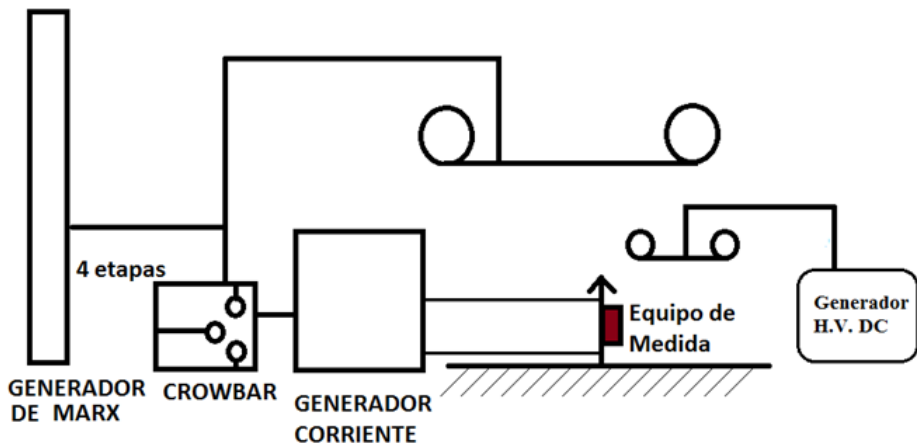 4 etapas
GENERADOR
DE MARX
CROWBAR
GENERADOR
CORRIENTE
Equipo de
Medida
Generador
H.V. DC